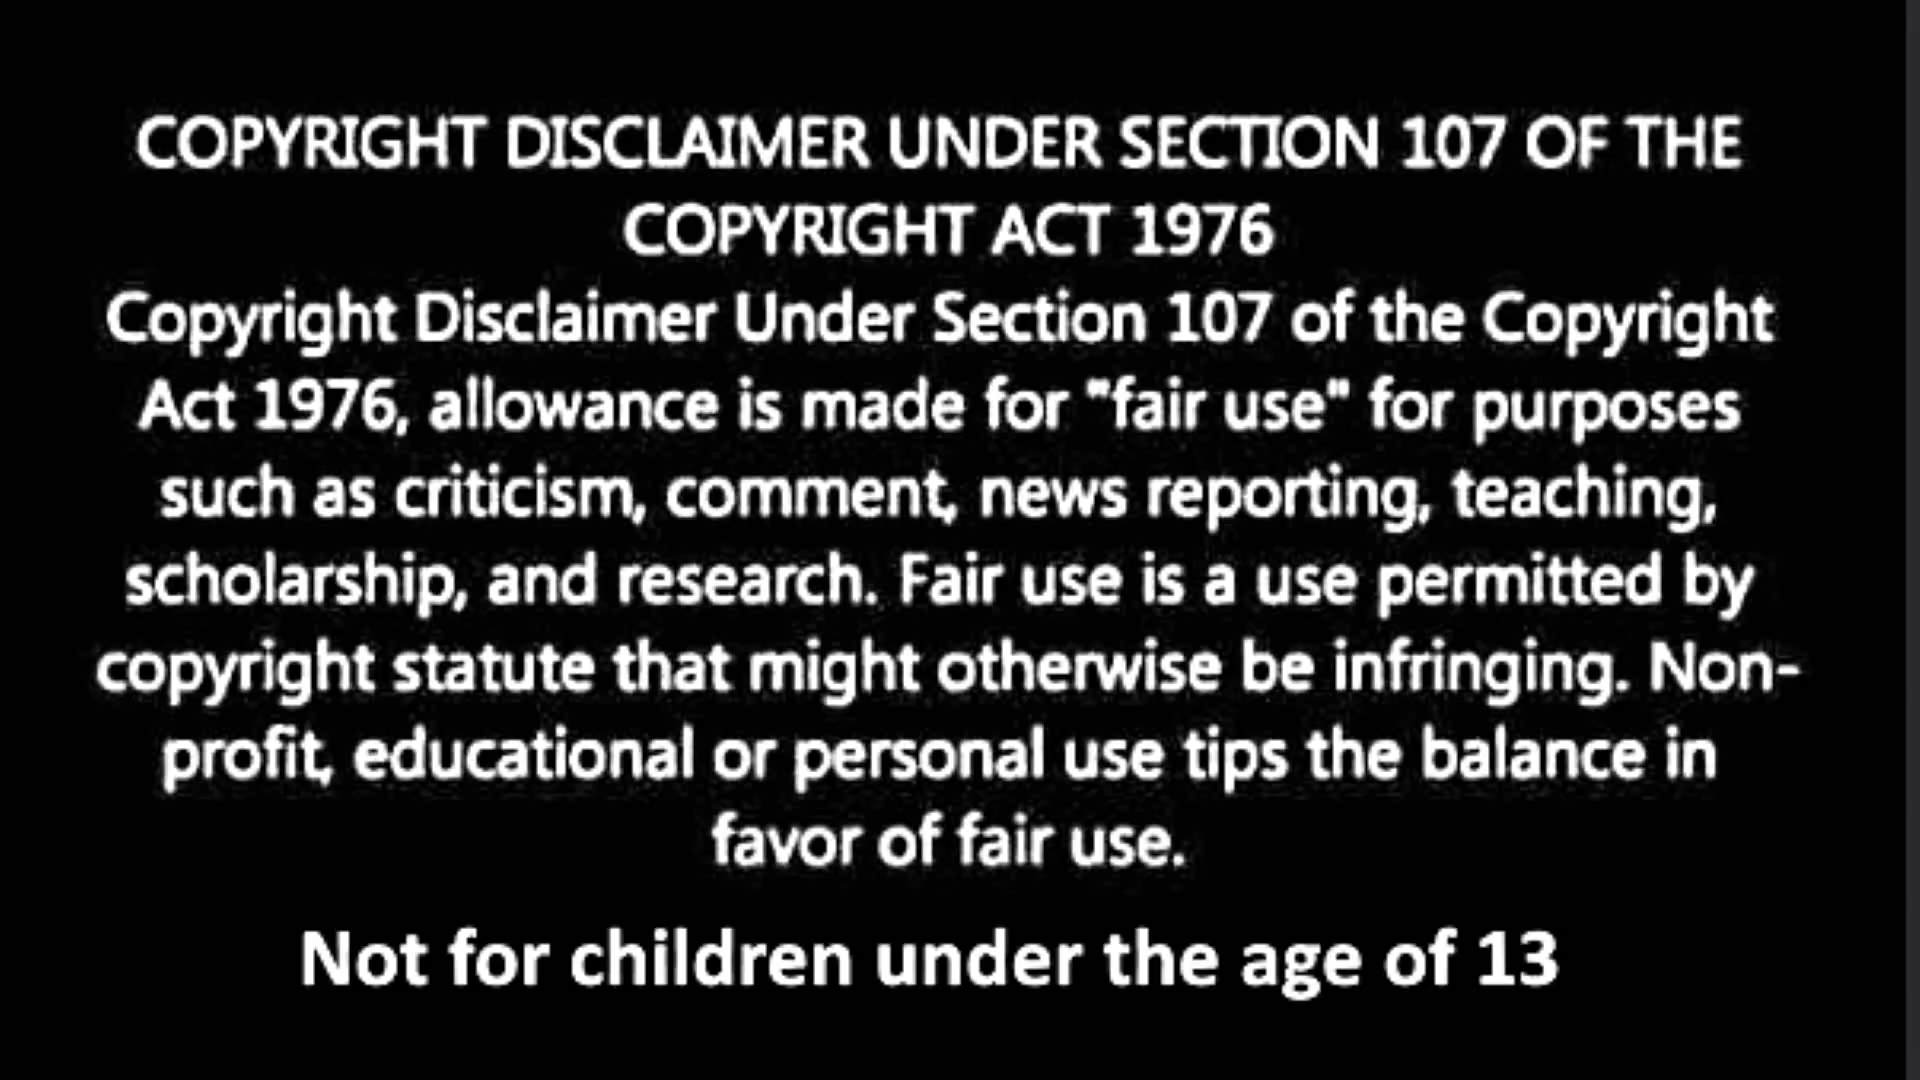 COPYRIGHT DISCLAIMER UNDER SECTION 107 OF THE
COPYRIGHT ACT 1976
Copyright Disclaimer Under Section 107 of the Copyright
Act 1976, allowance is made for "fair use" for purposes
such as criticism, comment, news reporting, teaching,
scholarship, and research. Fair use is a use permitted by
copyright statute that might otherwise be infringing. Non-
profit, educational or personal use tips the balance in
favor of fair use.
Not for children under the age of 13